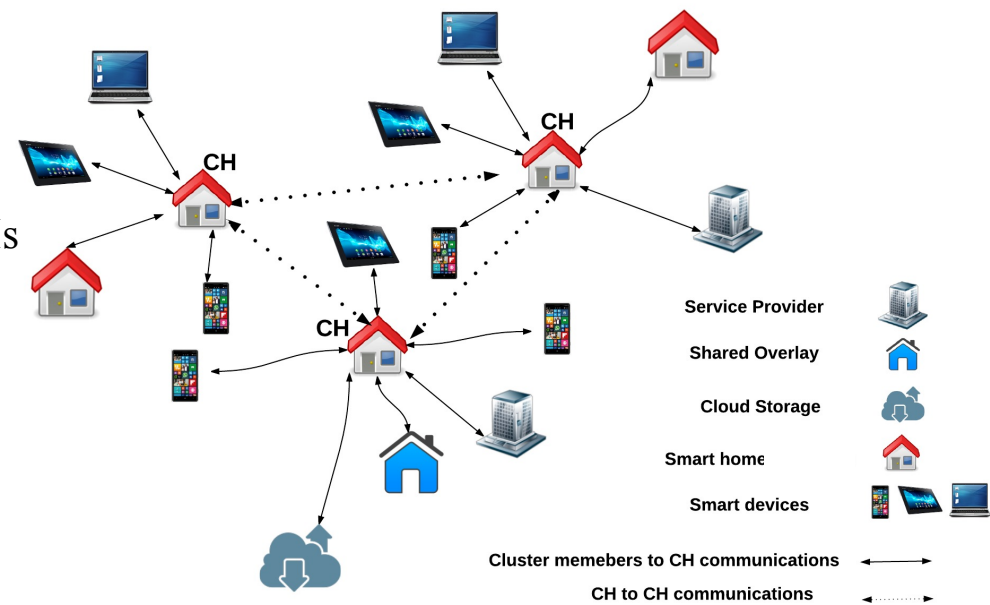 CH
CH
CH
Service Provider
Shared Overlay
Cloud Storage
Smart home
Smart devices
Cluster memebers to CH communications
CH to CH communications